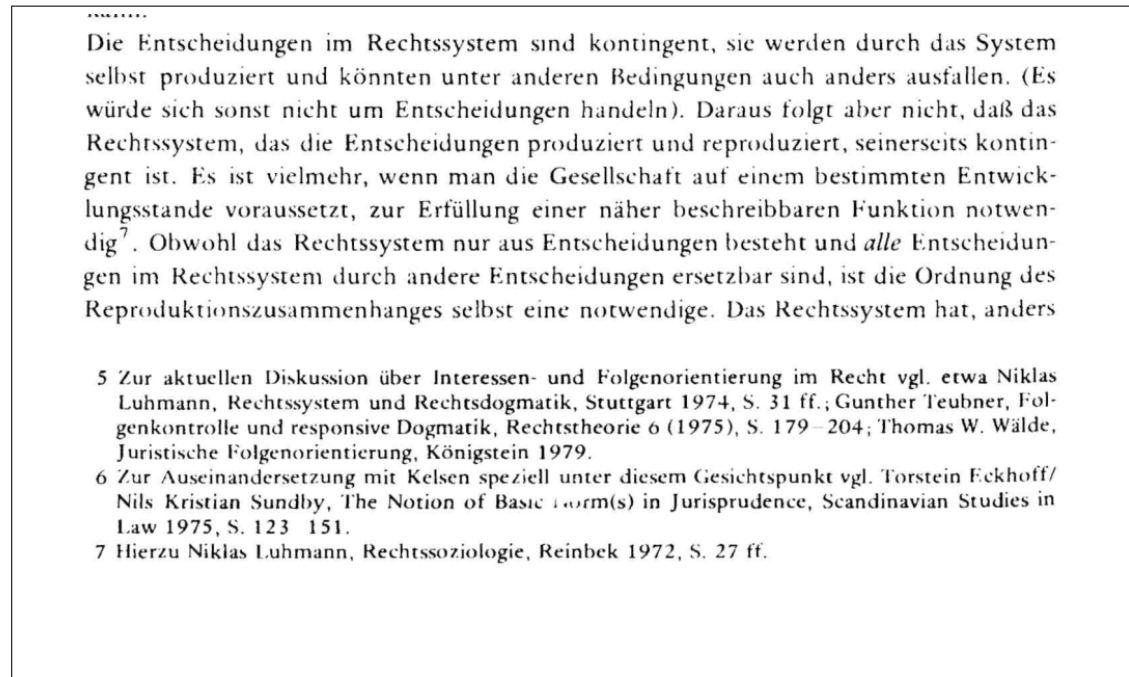 Die Entscheidungen im Rechtssystem sind kontingent, sie werden durch das System
selbst produziert und könnten unter anderen Bedingungen auch anders ausfallen. (Es
würde sich sonst nicht um Entscheidungen handeln). Daraus folgt aber nicht, daß das
Rechtssystem, das die Entscheidungen produziert und reproduziert, seinerseits kontin-
gent ist. Es ist vielmehr, wenn man die Gesellschaft auf einem bestimmten Entwick-
lungsstande voraussetzt, zur Erfüllung einer näher beschreibbaren Funktion notwen-
dig7. Obwohl das Rechtssystem nur aus Entscheidungen besteht und alle Entscheidun-
gen im Rechtssystem durch andere Entscheidungen ersetzbar sind, ist die Ordnung des
Reproduktionszusammenhanges selbst eine notwendige. Das Rechtssystem hat, anders
5 Zur aktuellen Diskussion über Interessen- und Folgenorientierung im Recht vgl. etwa Niklas
Luhmann, Rechtssystem und Rechtsdogmatik, Stuttgart 1974, S. 31 ff.; Gunther Teubner, Fol-
genkontrolle und responsive Dogmatik, Rechtstheorie 6 (1975), S. 179–204; Thomas W. Wälde,
Juristische Folgenorientierung, Königstein 1979.
6 Zur Auseinandersetzung mit Kelsen speziell unter diesem Gesichtspunkt vgl. Torstein Eckhoff/
Nils Kristian Sundby, The Notion of Basic Norm(s) in Jurisprudence, Scandinavian Studies in
Law 1975, S. 123 151.
7 Hierzu Niklas Luhmann, Rechtssoziologie, Reinbek 1972, S. 27 ff.